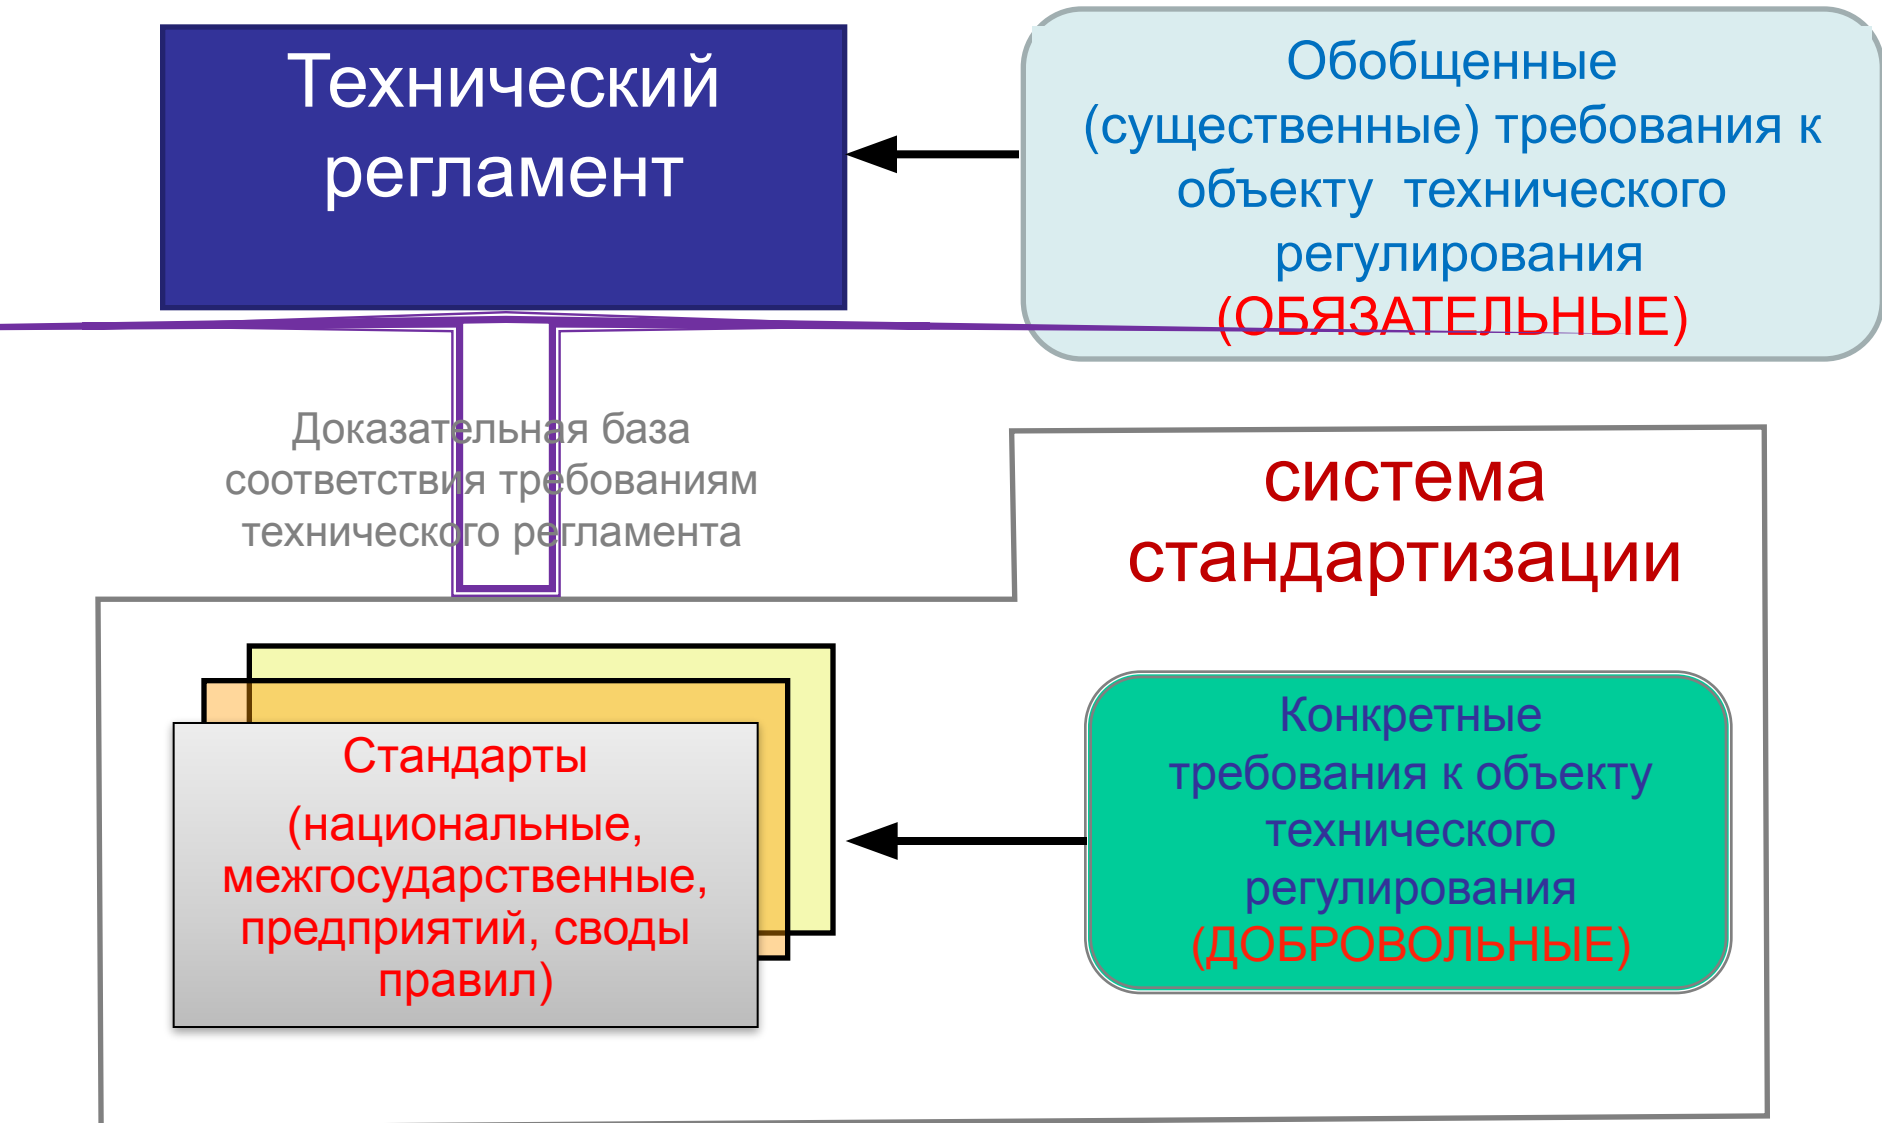 Технический
регламент
Обобщенные
(существенные) требования к
объекту технического
регулирования
(ОБЯЗАТЕЛЬНЫЕ)
Доказательная база
соответствия требованиям
технического регламента
система
стандартизации
Стандарты
(национальные,
межгосударственные,
предприятий, своды
правил)
Конкретные
требования к объекту
технического
регулирования
(ДОБРОВОЛЬНЫЕ)